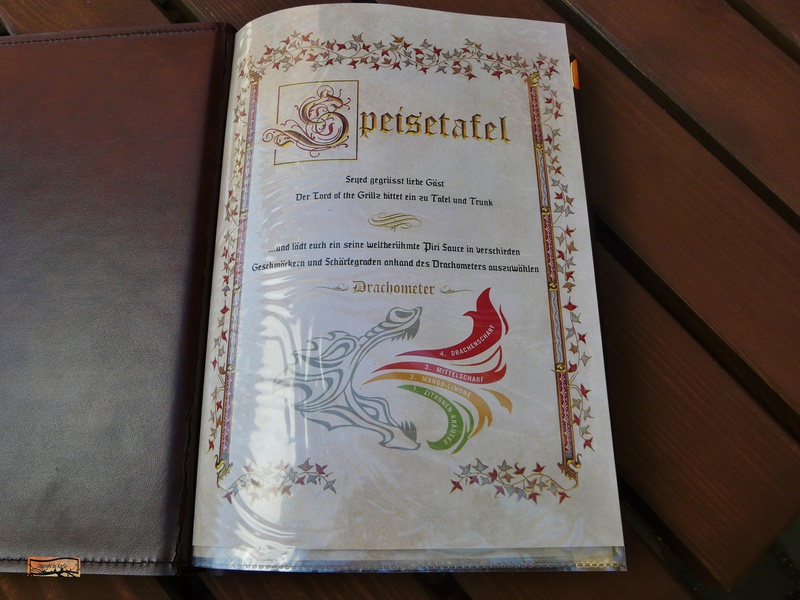 Speisetafel
Seyed gegrüsst liebe Gäst
Der Lord of the Grillz bittet ein zu Tafel und Trunk
...und lädt euch ein seine weltberühmte Piri Sauce in verschieden
Geschmäckern und Schärfegraden anhand des Drachometers auszuwählen
Drachometer
4. DRACHENSCHARF
3. MITTELSCHARF
2. MANGO-LIMONE
1. ZITRONEN-KRÄUTER